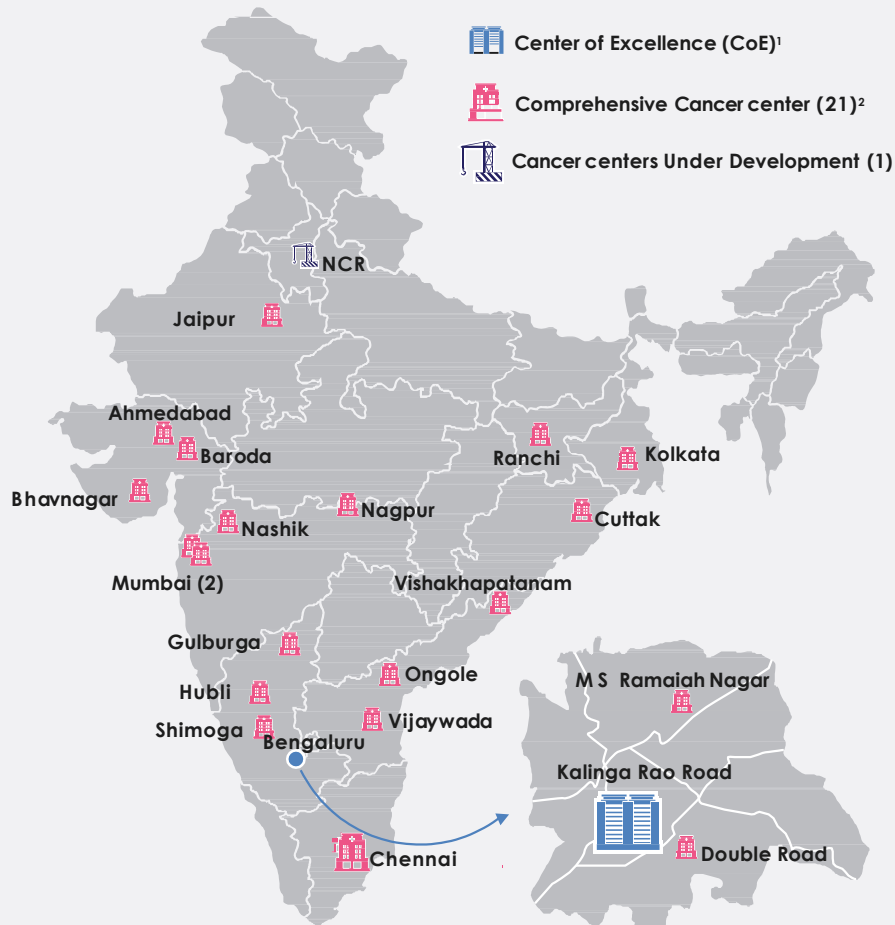 Center of Excellence (CoE)¹
Comprehensive Cancer center (21)²
Cancer centers Under Development (1)
NCR
Jaipur
Ahmedabad
Baroda
Ranchi
Kolkata
Bhavnagar
Nashik
Nagpur
Cuttak
Mumbai (2)
Vishakhapatanam
Gulburga
Ongole
M S Ramaiah Nagar
Hubli
Shimoga
Vijaywada
Bengaluru
Kalinga Rao Road
Chennai
Double Road